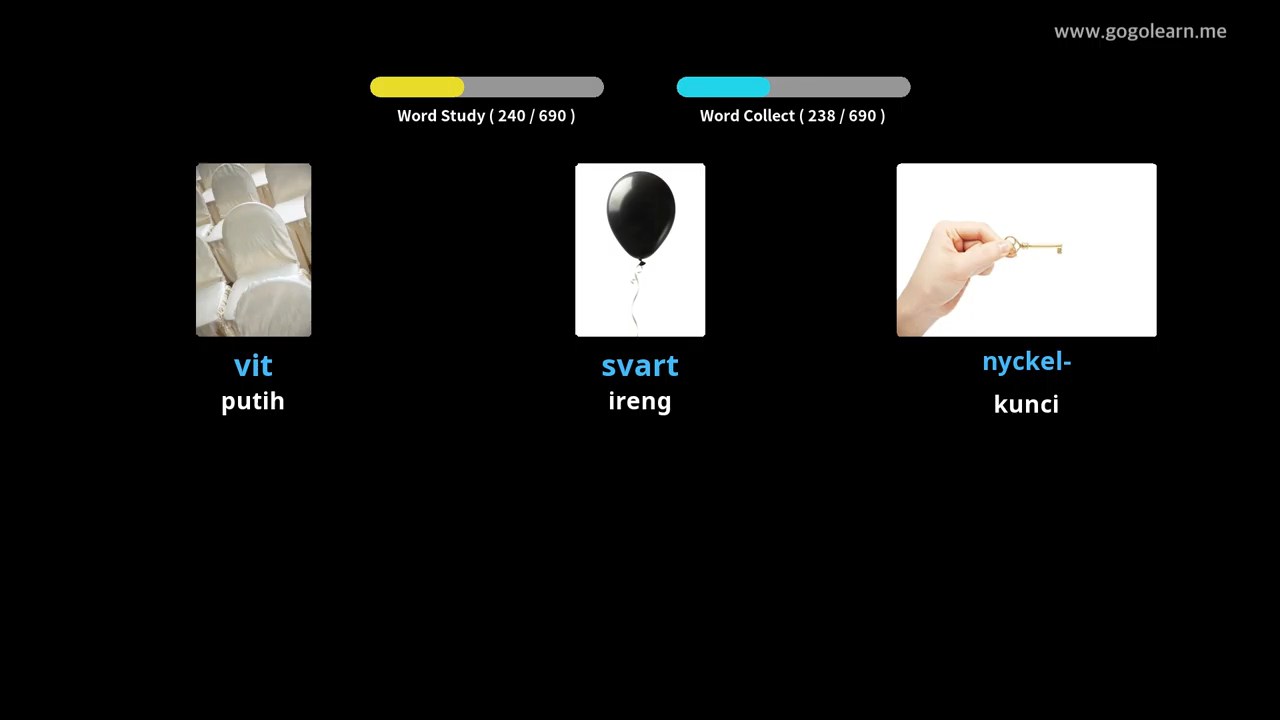 www.gogolearn.me
Word Study ( 240 / 690 )
Word Collect ( 238 / 690 )
vit
putih
svart
ireng
nyckel-
kunci